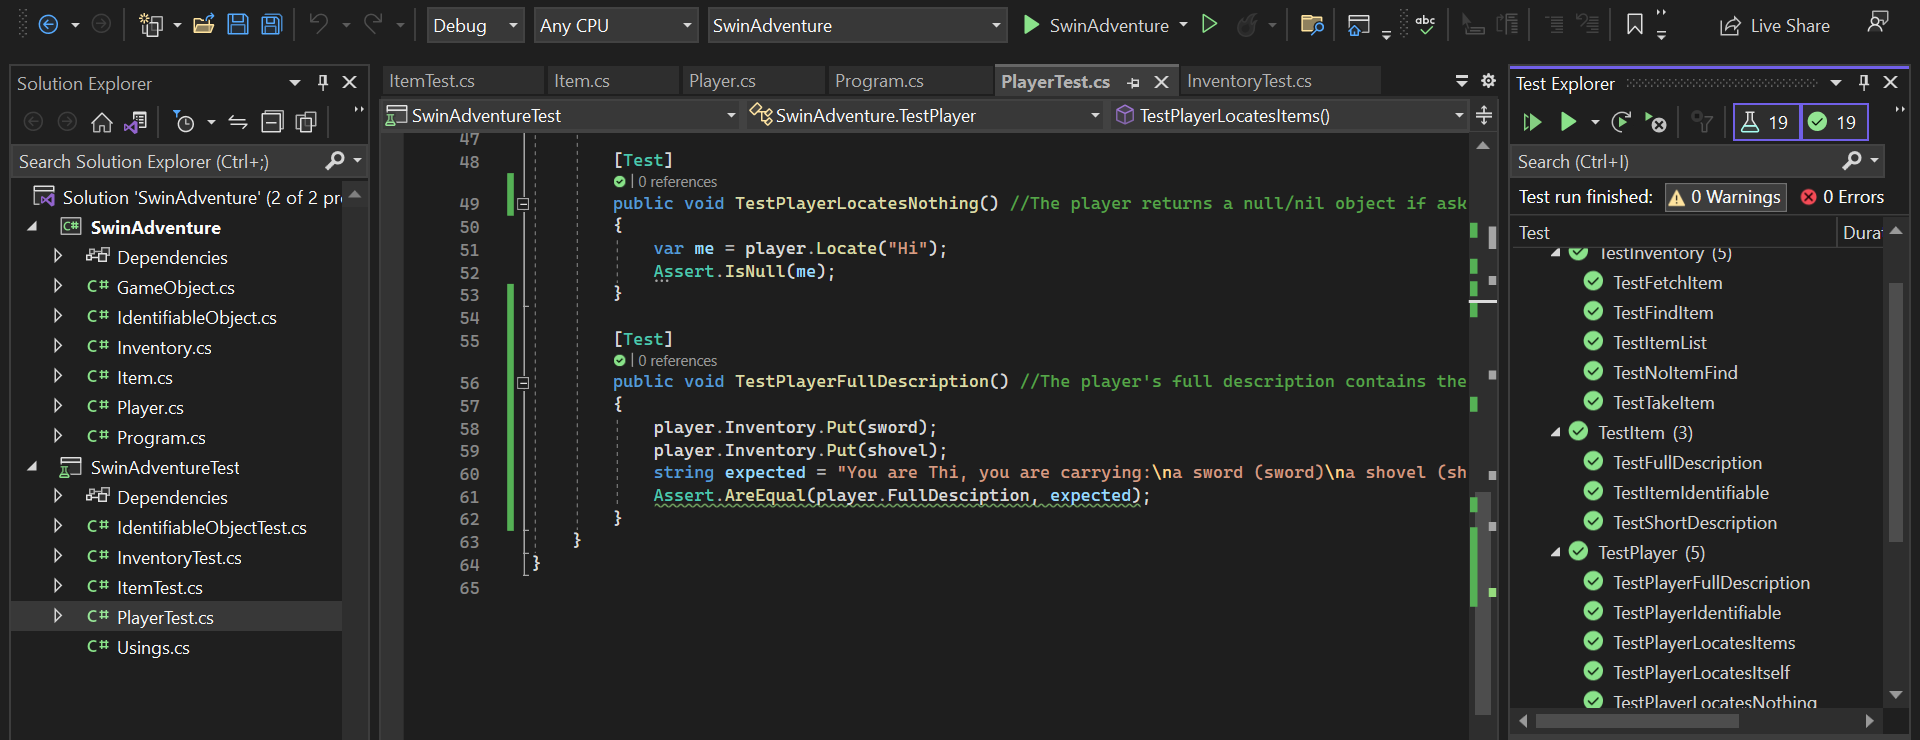 Debug
Any CPU
SwinAdventure
SwinAdventure
abc
Live Share
Solution Explorer
Search Solution Explorer (Ctrl+;)
Solution 'SwinAdventure' (2 of 2 pr
C# SwinAdventure
Dependencies
C# GameObject.cs
C# IdentifiableObject.cs
C# Inventory.cs
C# Item.cs
C# Player.cs
C# Program.cs
SwinAdventureTest
Dependencies
C# IdentifiableObjectTest.cs
C# InventoryTest.cs
C# ItemTest.cs
C# PlayerTest.cs
C# Usings.cs
ItemTest.cs
Item.cs
Player.cs
Program.cs
PlayerTest.cs
InventoryTest.cs
SwinAdventureTest
SwinAdventure.TestPlayer
TestPlayerLocatesItems()
47
48 [Test]
0 references
49 public void TestPlayerLocatesNothing() //The player returns a null/nil object if ask
50 {
51 var me = player.Locate("Hi");
52 Assert.IsNull(me);
53 }
54
55 [Test]
0 references
56 public void TestPlayerFullDescription() //The player's full description contains the
57 {
58 player.Inventory.Put(sword);
59 player.Inventory.Put(shovel);
60 string expected = "You are Thi, you are carrying:\na sword (sword)\na shovel (sh
61 Assert.AreEqual(player.FullDesciption, expected);
62 }
63 }
64 }
65
Test Explorer
19
19
Search (Ctrl+I)
Test run finished: 0 Warnings 0 Errors
Test Durat
TestInventory (5)
TestFetchItem
TestFindItem
TestItemList
TestNoItemFind
TestTakeItem
TestItem (3)
TestFullDescription
TestItemIdentifiable
TestShortDescription
TestPlayer (5)
TestPlayerFullDescription
TestPlayerIdentifiable
TestPlayerLocatesItems
TestPlayerLocatesItself
TestPlayerLocatesNothing